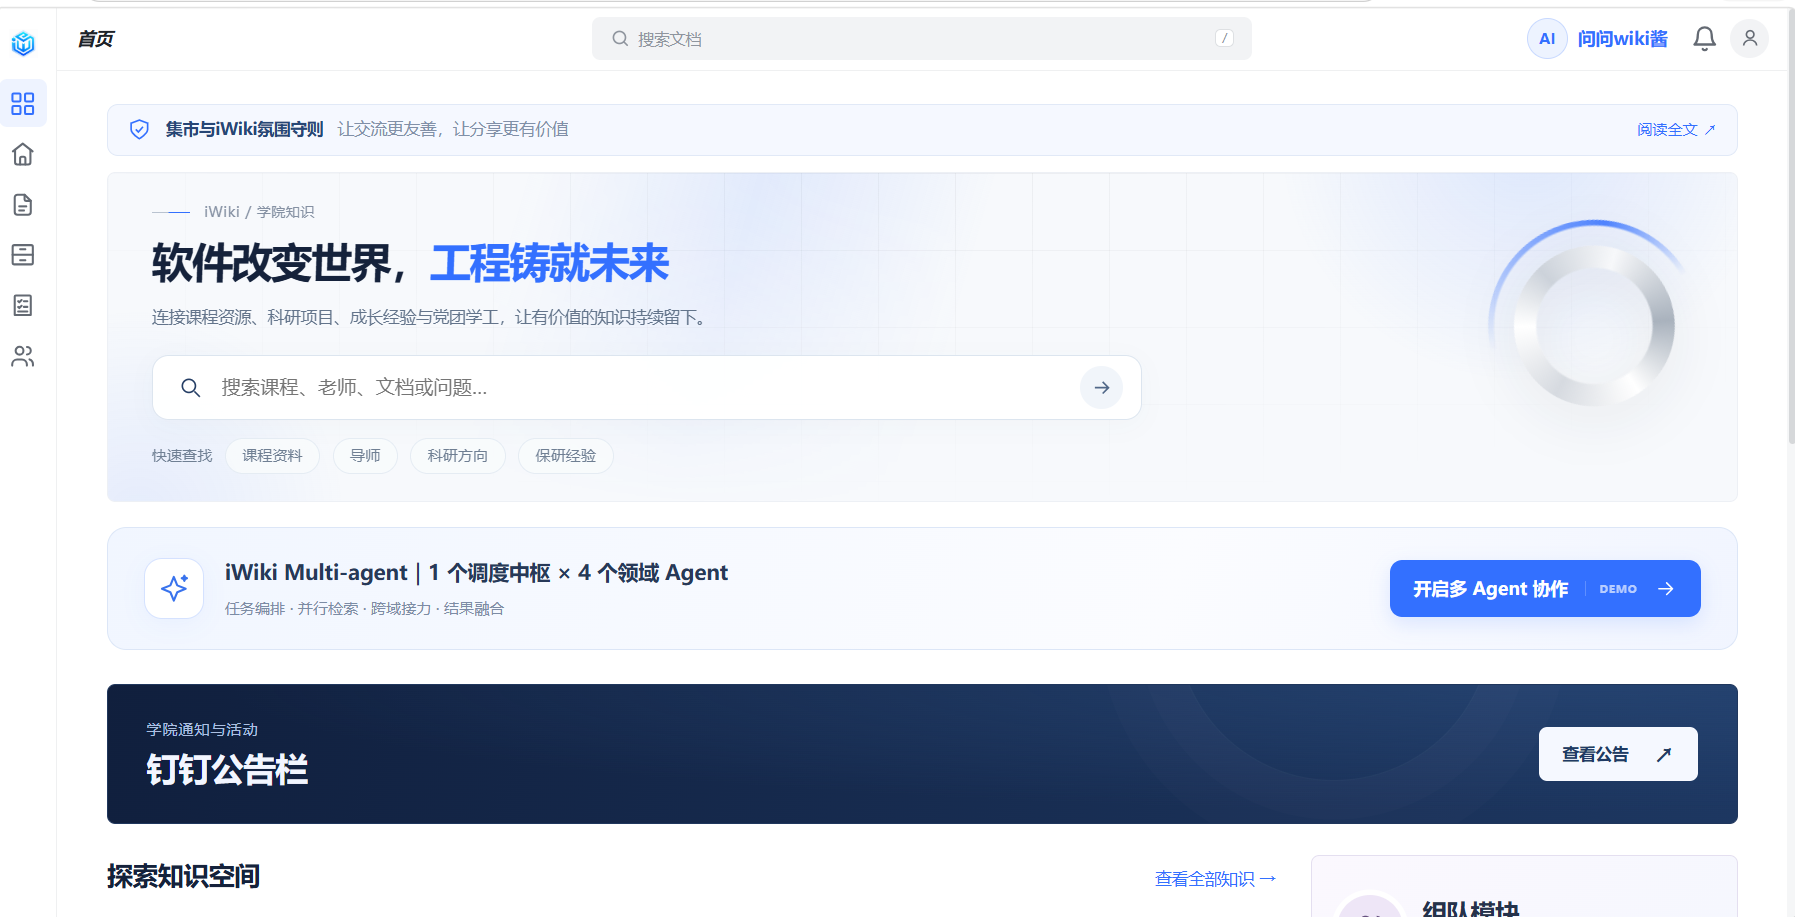 首页
搜索文档
/
AI
问问wiki酱
集市与iWiki氛围守则 让交流更友善，让分享更有价值
阅读全文 ↗
iWiki / 学院知识
软件改变世界，工程铸就未来
连接课程资源、科研项目、成长经验与党团学工，让有价值的知识持续留下。
搜索课程、老师、文档或问题...
快速查找 课程资料 导师 科研方向 保研经验
iWiki Multi-agent | 1 个调度中枢 × 4 个领域 Agent
任务编排 · 并行检索 · 跨域接力 · 结果融合
开启多 Agent 协作 DEMO →
学院通知与活动
钉钉公告栏
查看公告 ↗
探索知识空间
查看全部知识 →
组队模块